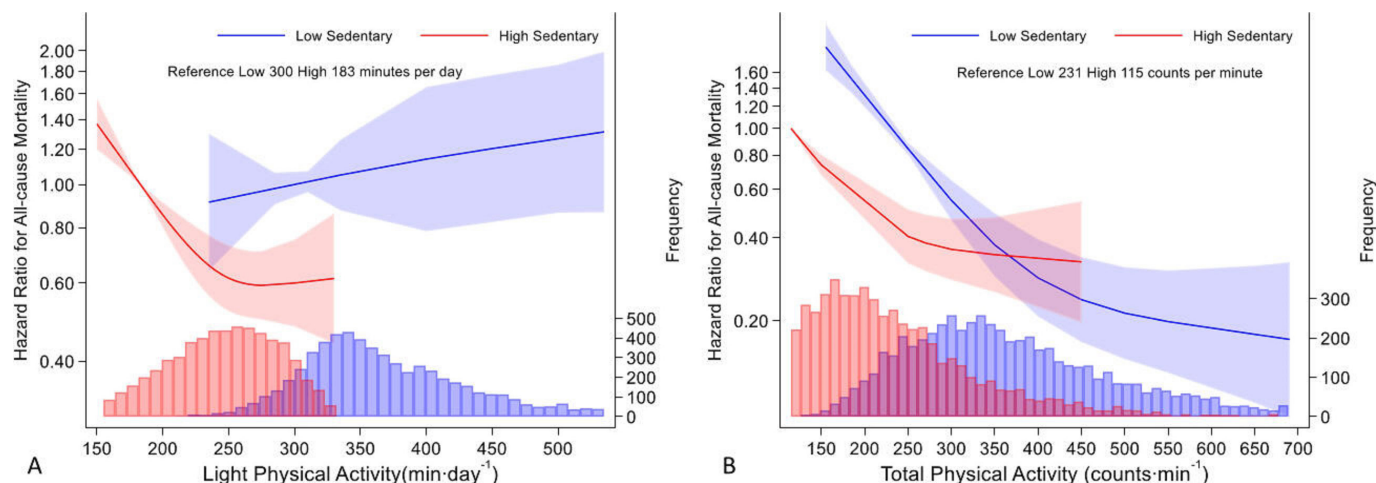 Low Sedentary High Sedentary
Reference Low 300 High 183 minutes per day
Hazard Ratio for All-cause Mortality
2.00
1.80
1.60
1.40
1.20
1.00
0.80
0.60
0.40
Frequency
500
400
300
200
100
0
150 200 250 300 350 400 450 500
A
Light Physical Activity(min·day⁻¹)
Low Sedentary High Sedentary
Reference Low 231 High 115 counts per minute
Hazard Ratio for All-cause Mortality
1.60
1.40
1.20
1.00
0.80
0.60
0.40
0.20
Frequency
300
200
100
0
150 200 250 300 350 400 450 500 550 600 650 700
B
Total Physical Activity (counts·min⁻¹)